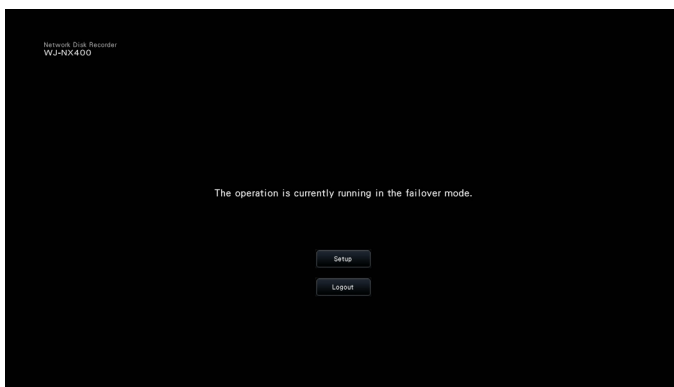 Network Disk Recorder
WJ-NX400
The operation is currently running in the failover mode.
Setup
Logout